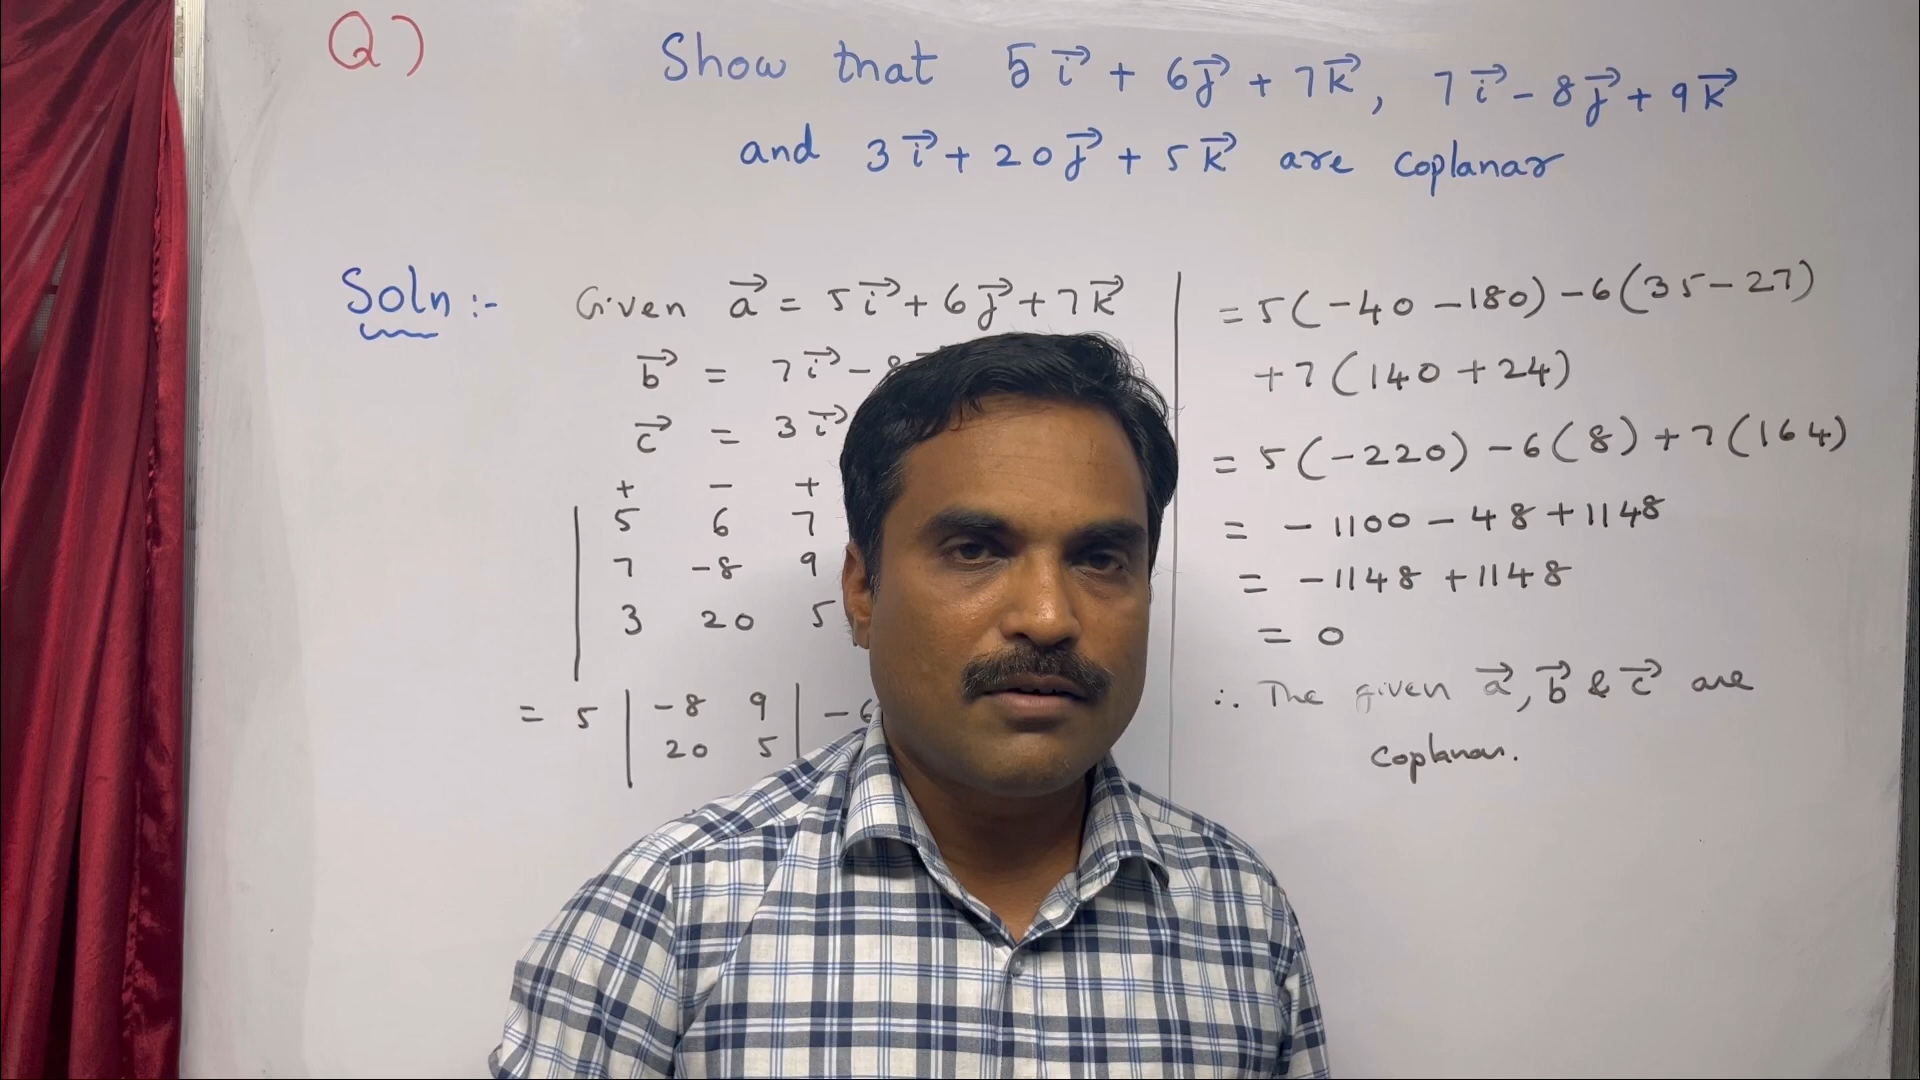 Q) Show that 5i⃗ + 6j⃗ + 7k⃗, 7i⃗ - 8j⃗ + 9k⃗
and 3i⃗ + 20j⃗ + 5k⃗ are coplanar
Soln :- Given a⃗ = 5i⃗ + 6j⃗ + 7k⃗
b⃗ = 7i⃗ - 8
c⃗ = 3i⃗
+ - +
| 5 6 7
| 7 -8 9
| 3 20 5
= 5 | -8 9 | - 6
| 20 5 |
= 5(-40 - 180) - 6(35 - 27)
+ 7(140 + 24)
= 5(-220) - 6(8) + 7(164)
= - 1100 - 48 + 1148
= - 1148 + 1148
= 0
∴ The given a⃗, b⃗ & c⃗ are
coplanar.